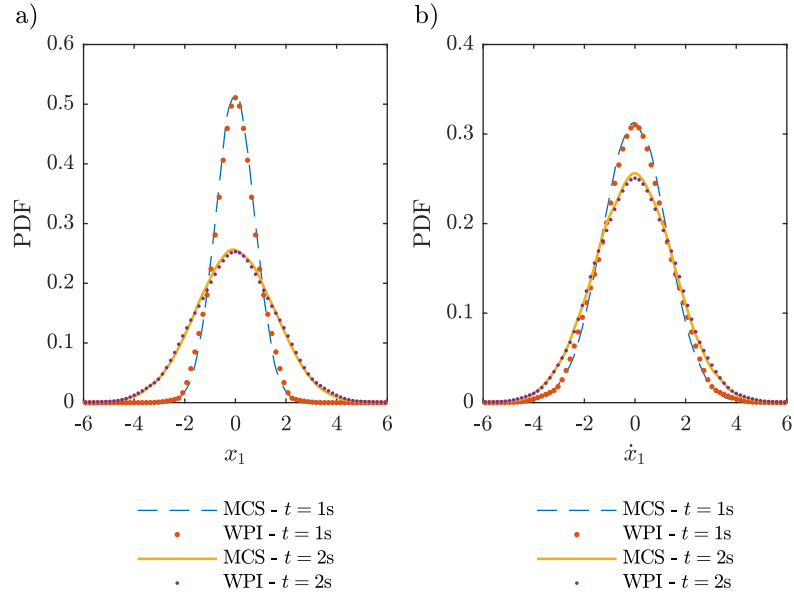 a)
0.6
0.5
0.4
0.3
0.2
0.1
0
PDF
-6 -4 -2 0 2 4 6
x₁
MCS - t = 1s
WPI - t = 1s
MCS - t = 2s
WPI - t = 2s
b)
0.4
0.3
0.2
0.1
0
PDF
-6 -4 -2 0 2 4 6
ẋ₁
MCS - t = 1s
WPI - t = 1s
MCS - t = 2s
WPI - t = 2s